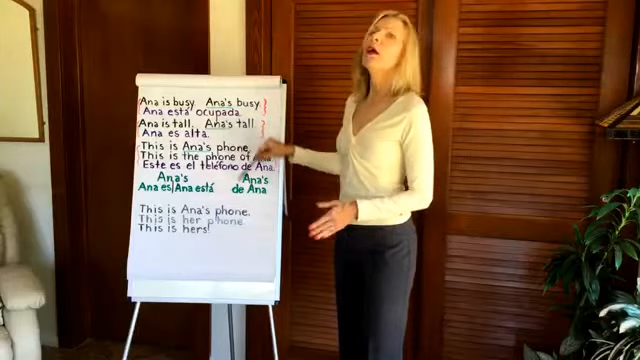 Ana is busy. Ana's busy
Ana está ocupada.
Ana is tall. Ana's tall
Ana es alta.
This is Ana's phone.
This is the phone of
Este es el teléfono de Ana.
Ana's Ana's
Ana es/Ana está de Ana
This is Ana's phone.
This is her phone.
This is hers!